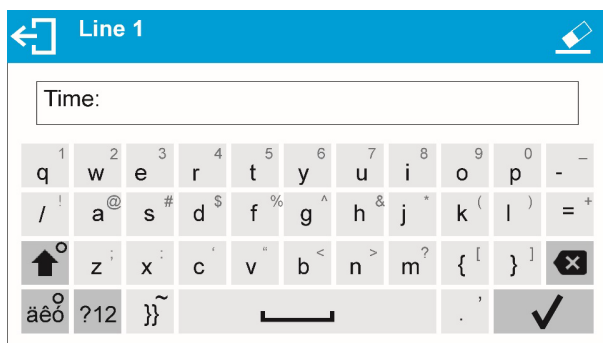 Line 1
Time:
1 2 3 4 5 6 7 8 9 0 _
q w e r t y u i o p -
! @ # $ % ^ & * ( ) +
/ a s d f g h j k l =
; : ‘ “ < > ? [ ]
z x c v b n m { }
äêó ?12 }}~ . ’